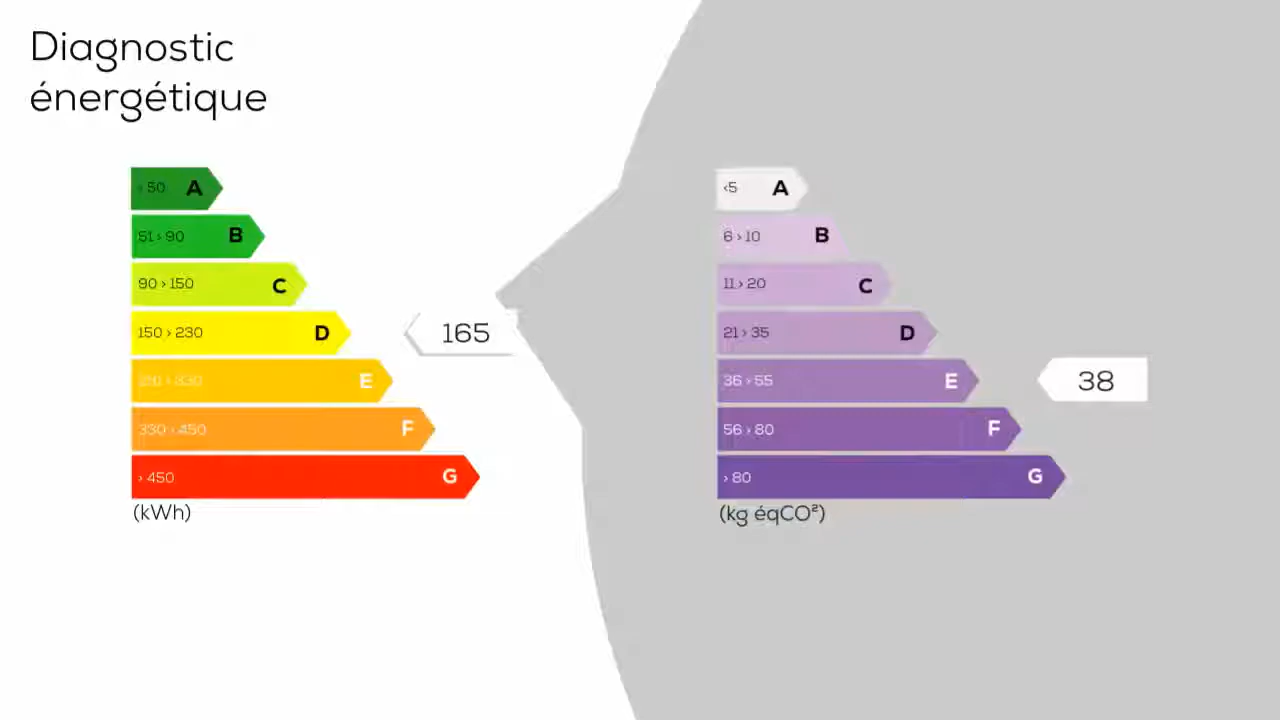 Diagnostic
énergétique
50 A
51 > 90 B
90 > 150 C
150 > 230 D
165
E
330 > 450 F
> 450 G
(kWh)
<5 A
6 > 10 B
11 > 20 C
21 > 35 D
36 > 55 E
38
56 > 80 F
> 80 G
(kg éqCO²)